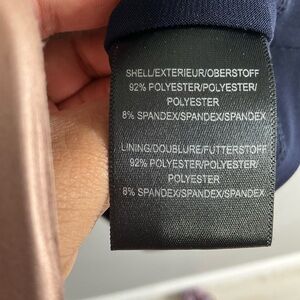 SHELL/EXTERIEUR/OBERSTOFF
92% POLYESTER/POLYESTER/
POLYESTER
8% SPANDEX/SPANDEX/SPANDEX
LINING/DOUBLURE/FUTTERSTOFF
92% POLYESTER/POLYESTER/
POLYESTER
8% SPANDEX/SPANDEX/SPANDEX